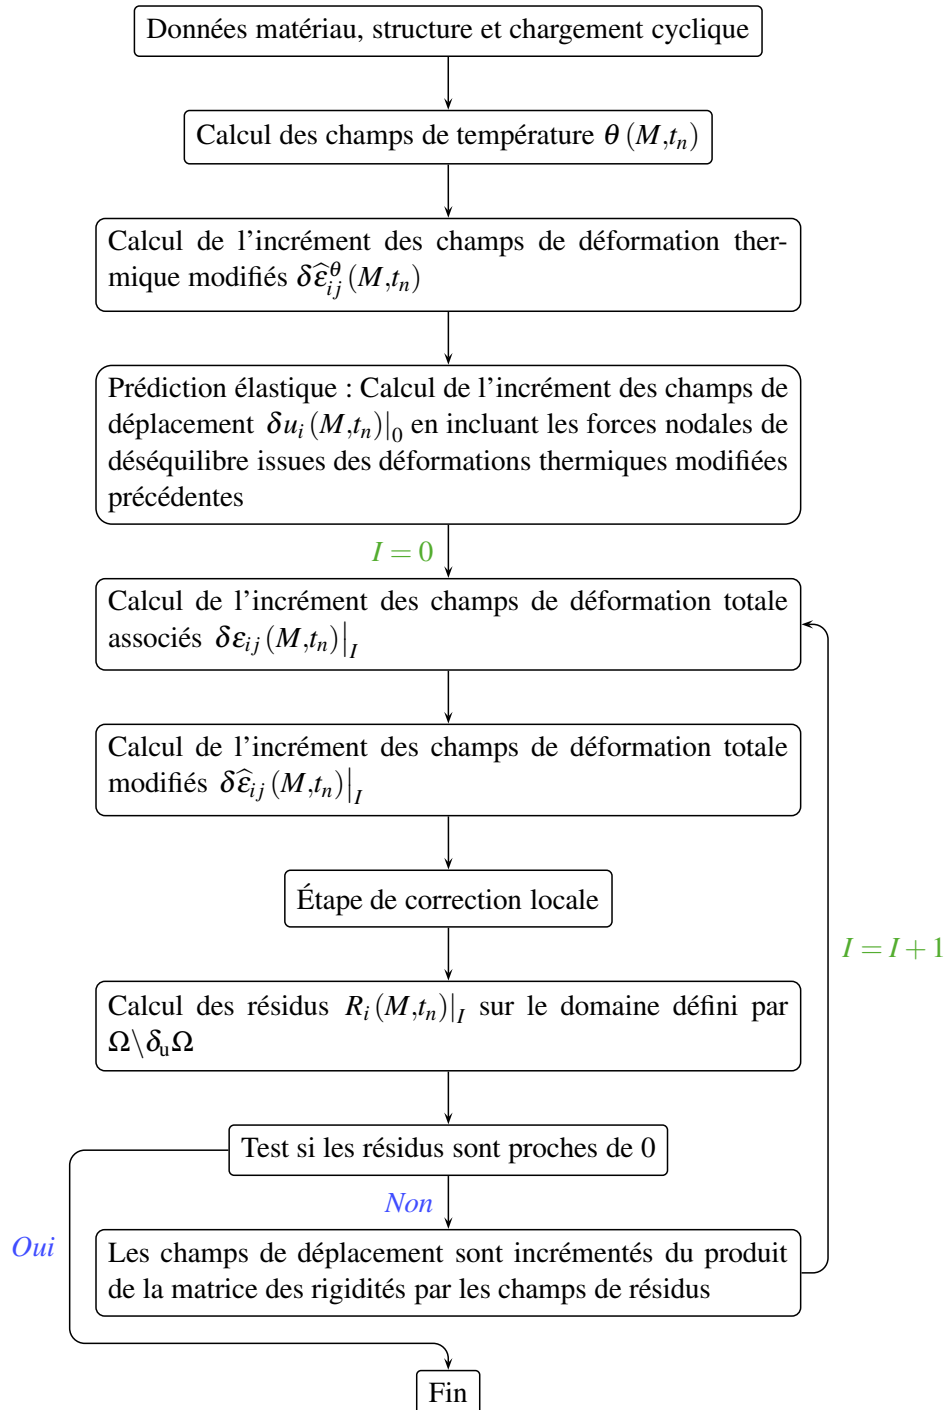 Données matériau, structure et chargement cyclique
Calcul des champs de température θ (M,tₙ)
Calcul de l'incrément des champs de déformation ther-
mique modifiés δε̂ᶿᵢⱼ (M,tₙ)
Prédiction élastique : Calcul de l'incrément des champs de
déplacement δuᵢ (M,tₙ)|₀ en incluant les forces nodales de
déséquilibre issues des déformations thermiques modifiées
précédentes
I = 0
Calcul de l'incrément des champs de déformation totale
associés δεᵢⱼ (M,tₙ)|_I
Calcul de l'incrément des champs de déformation totale
modifiés δε̂ᵢⱼ (M,tₙ)|_I
Étape de correction locale
I = I + 1
Calcul des résidus Rᵢ (M,tₙ)|_I sur le domaine défini par
Ω\δᵤΩ
Test si les résidus sont proches de 0
Non
Oui
Les champs de déplacement sont incrémentés du produit
de la matrice des rigidités par les champs de résidus
Fin